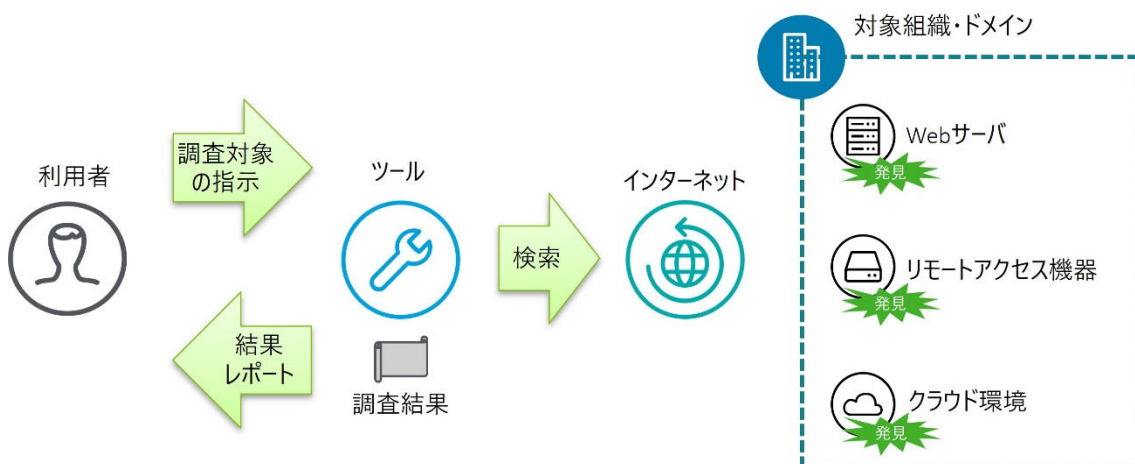 対象組織・ドメイン
Webサーバ
発見
調査対象
の指示
利用者
ツール
インターネット
検索
リモートアクセス機器
発見
結果
レポート
調査結果
クラウド環境
発見